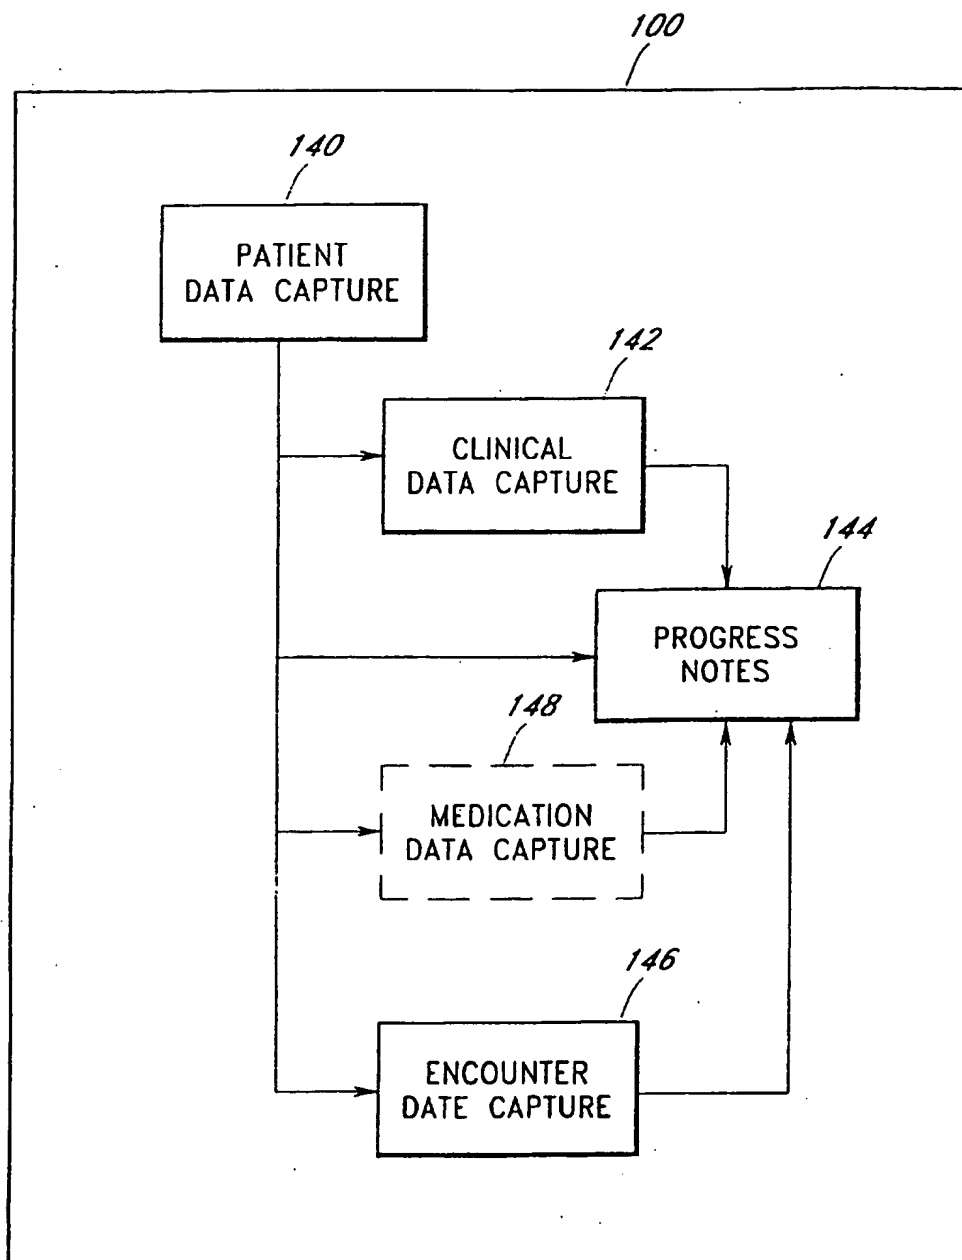 100
140
PATIENT
DATA CAPTURE
142
CLINICAL
DATA CAPTURE
144
PROGRESS
NOTES
148
MEDICATION
DATA CAPTURE
146
ENCOUNTER
DATE CAPTURE